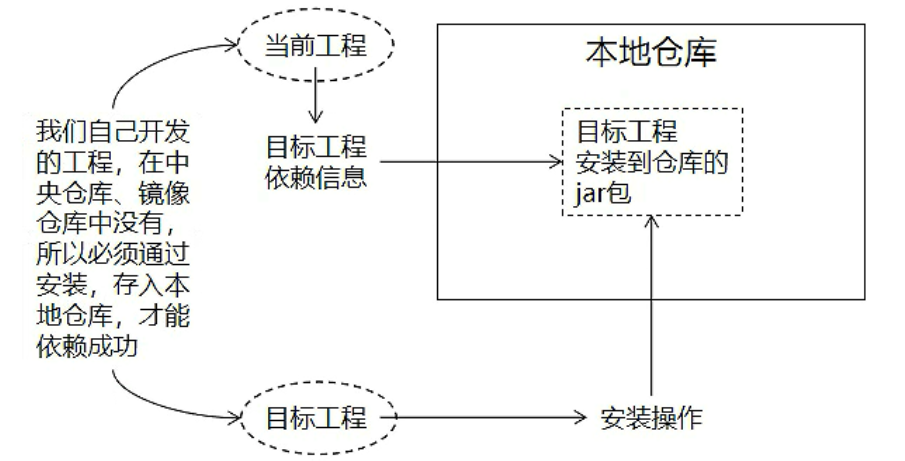 当前工程
本地仓库
我们自己开发
的工程，在中
央仓库、镜像
仓库中没有，
所以必须通过
安装，存入本
地仓库，才能
依赖成功
目标工程
依赖信息
目标工程
安装到仓库的
jar包
目标工程
安装操作